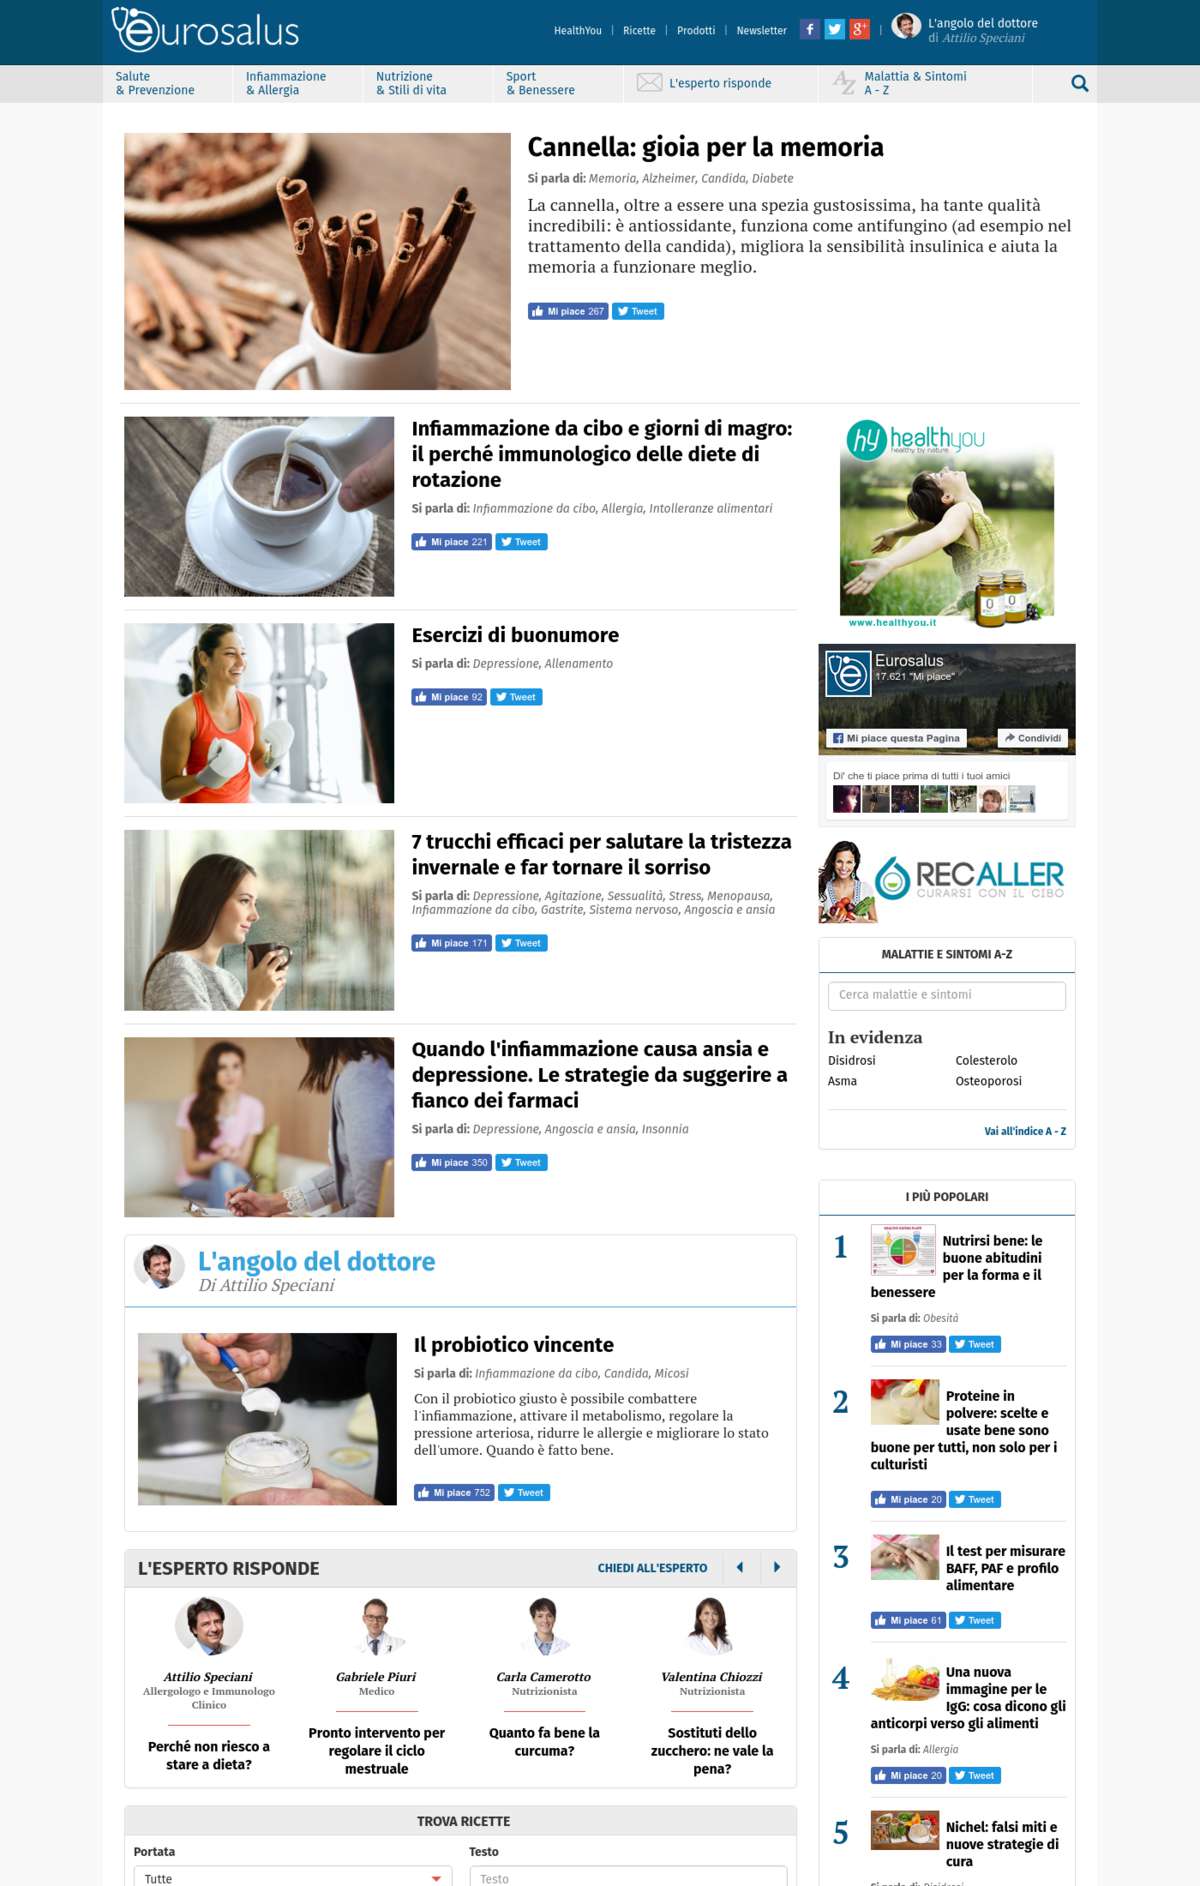 eurosalus
HealthYou | Ricette | Prodotti | Newsletter
L'angolo del dottore
di Attilio Speciani
Salute
& Prevenzione
Infiammazione
& Allergia
Nutrizione
& Stili di vita
Sport
& Benessere
L'esperto risponde
Malattia & Sintomi
A - Z
Cannella: gioia per la memoria
Si parla di: Memoria, Alzheimer, Candida, Diabete
La cannella, oltre a essere una spezia gustosissima, ha tante qualità
incredibili: è antiossidante, funziona come antifungino (ad esempio nel
trattamento della candida), migliora la sensibilità insulinica e aiuta la
memoria a funzionare meglio.
Mi piace 267 Tweet
Infiammazione da cibo e giorni di magro:
il perché immunologico delle diete di
rotazione
Si parla di: Infiammazione da cibo, Allergia, Intolleranze alimentari
Mi piace 221 Tweet
Esercizi di buonumore
Si parla di: Depressione, Allenamento
Mi piace 92 Tweet
7 trucchi efficaci per salutare la tristezza
invernale e far tornare il sorriso
Si parla di: Depressione, Agitazione, Sessualità, Stress, Menopausa,
Infiammazione da cibo, Gastrite, Sistema nervoso, Angoscia e ansia
Mi piace 171 Tweet
Quando l'infiammazione causa ansia e
depressione. Le strategie da suggerire a
fianco dei farmaci
Si parla di: Depressione, Angoscia e ansia, Insonnia
Mi piace 350 Tweet
L'angolo del dottore
Di Attilio Speciani
Il probiotico vincente
Si parla di: Infiammazione da cibo, Candida, Micosi
Con il probiotico giusto è possibile combattere
l'infiammazione, attivare il metabolismo, regolare la
pressione arteriosa, ridurre le allergie e migliorare lo stato
dell'umore. Quando è fatto bene.
Mi piace 752 Tweet
L'ESPERTO RISPONDE
CHIEDI ALL'ESPERTO
Attilio Speciani
Allergologo e Immunologo
Clinico
Perché non riesco a
stare a dieta?
Gabriele Piuri
Medico
Pronto intervento per
regolare il ciclo
mestruale
Carla Camerotto
Nutrizionista
Quanto fa bene la
curcuma?
Valentina Chiozzi
Nutrizionista
Sostituti dello
zucchero: ne vale la
pena?
TROVA RICETTE
Portata
Tutte
Testo
Testo
hy healthyou
healthy by nature
www.healthyou.it
Eurosalus
17.621 "Mi piace"
Mi piace questa Pagina
Condividi
Di' che ti piace prima di tutti i tuoi amici
RECALLER
CURARSI CON IL CIBO
MALATTIE E SINTOMI A-Z
Cerca malattie e sintomi
In evidenza
Disidrosi Colesterolo
Asma Osteoporosi
Vai all'indice A - Z
I PIÙ POPOLARI
1
Nutrirsi bene: le
buone abitudini
per la forma e il
benessere
Si parla di: Obesità
Mi piace 33 Tweet
2
Proteine in
polvere: scelte e
usate bene sono
buone per tutti, non solo per i
culturisti
Mi piace 20 Tweet
3
Il test per misurare
BAFF, PAF e profilo
alimentare
Mi piace 61 Tweet
4
Una nuova
immagine per le
IgG: cosa dicono gli
anticorpi verso gli alimenti
Si parla di: Allergia
Mi piace 20 Tweet
5
Nichel: falsi miti e
nuove strategie di
cura
Si parla di: Disidrosi